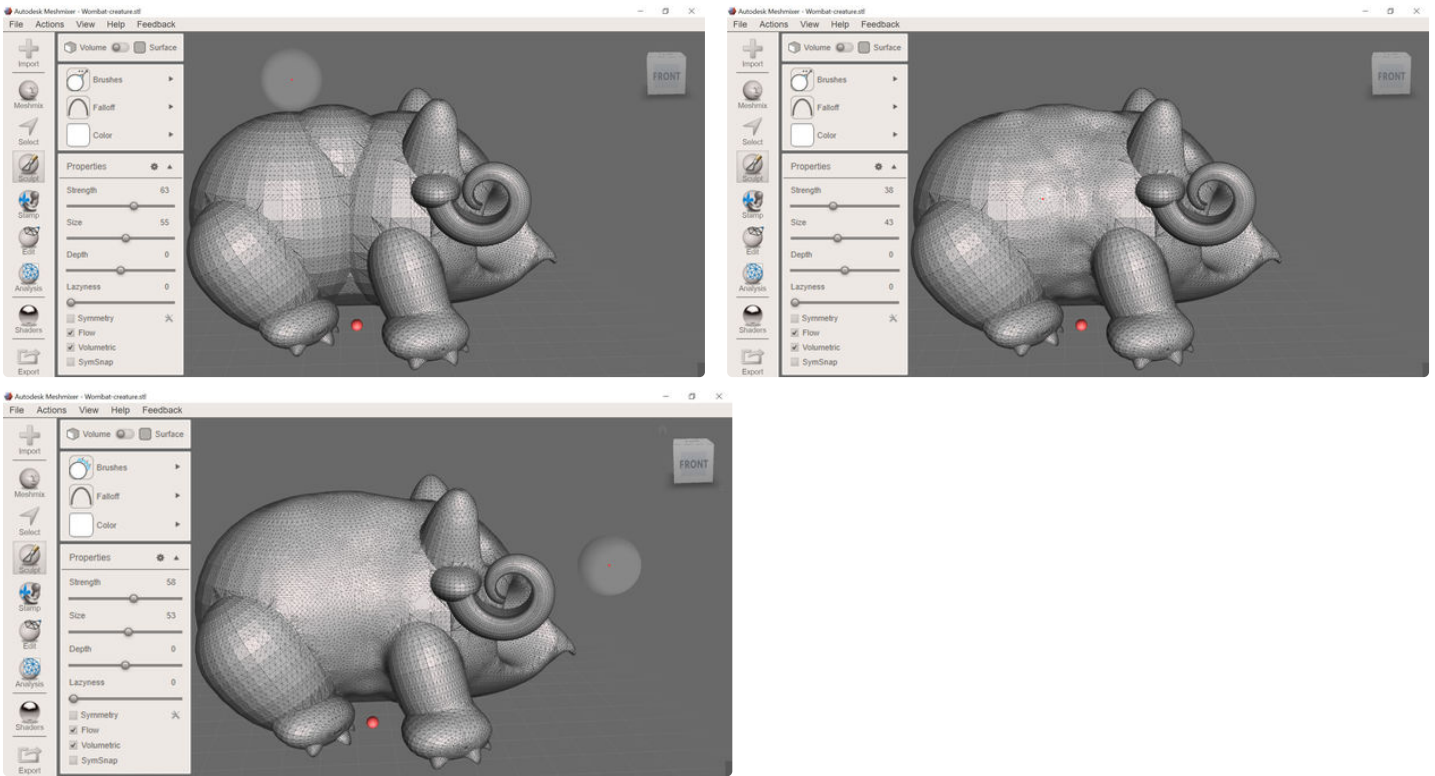 Autodesk Meshmixer - Wombat-creature.stl
File Actions View Help Feedback
Import
Meshmix
Select
Sculpt
Stamp
Edit
Analysis
Shaders
Export
Volume Surface
Brushes
Falloff
Color
Properties
Strength 63
Size 55
Depth 0
Lazyness 0
Symmetry
Flow
Volumetric
SymSnap
FRONT
Autodesk Meshmixer - Wombat-creature.stl
File Actions View Help Feedback
Import
Meshmix
Select
Sculpt
Stamp
Edit
Analysis
Shaders
Export
Volume Surface
Brushes
Falloff
Color
Properties
Strength 38
Size 43
Depth 0
Lazyness 0
Symmetry
Flow
Volumetric
SymSnap
FRONT
Autodesk Meshmixer - Wombat-creature.stl
File Actions View Help Feedback
Import
Meshmix
Select
Sculpt
Stamp
Edit
Analysis
Shaders
Export
Volume Surface
Brushes
Falloff
Color
Properties
Strength 58
Size 53
Depth 0
Lazyness 0
Symmetry
Flow
Volumetric
SymSnap
FRONT